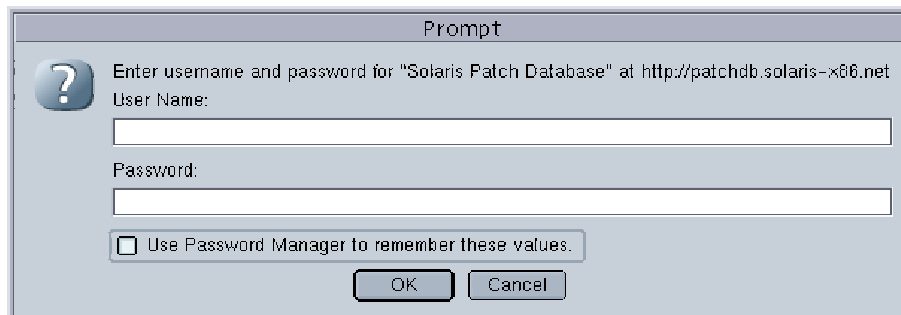 Prompt
Enter username and password for "Solaris Patch Database" at http://patchdb.solaris-x86.net
User Name:
Password:
Use Password Manager to remember these values.
OK
Cancel